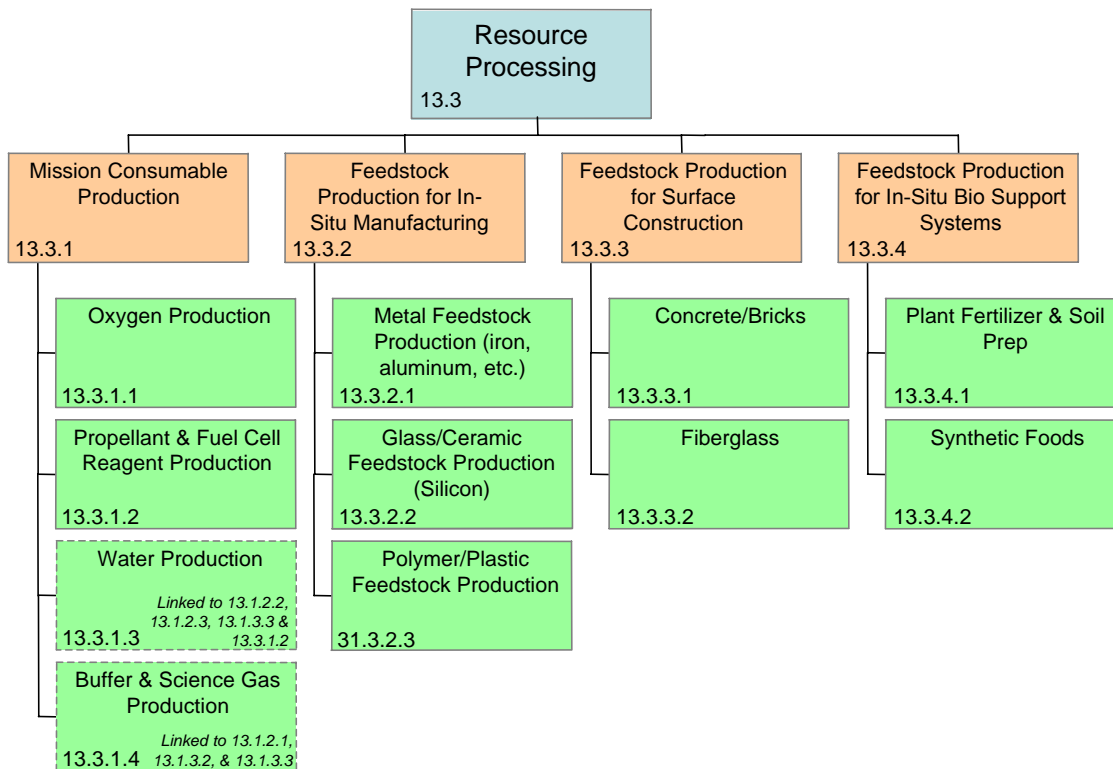 Resource
Processing
13.3
Mission Consumable
Production
13.3.1
Feedstock
Production for In-
Situ Manufacturing
13.3.2
Feedstock Production
for Surface
Construction
13.3.3
Feedstock Production
for In-Situ Bio Support
Systems
13.3.4
Oxygen Production
13.3.1.1
Propellant & Fuel Cell
Reagent Production
13.3.1.2
Water Production
Linked to 13.1.2.2,
13.1.2.3, 13.1.3.3 &
13.3.1.2
13.3.1.3
Buffer & Science Gas
Production
Linked to 13.1.2.1,
13.1.3.2, & 13.1.3.3
13.3.1.4
Metal Feedstock
Production (iron,
aluminum, etc.)
13.3.2.1
Glass/Ceramic
Feedstock Production
(Silicon)
13.3.2.2
Polymer/Plastic
Feedstock Production
31.3.2.3
Concrete/Bricks
13.3.3.1
Fiberglass
13.3.3.2
Plant Fertilizer & Soil
Prep
13.3.4.1
Synthetic Foods
13.3.4.2